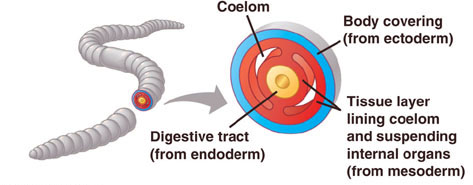 Coelom
Body covering
(from ectoderm)
Digestive tract
(from endoderm)
Tissue layer
lining coelom
and suspending
internal organs
(from mesoderm)